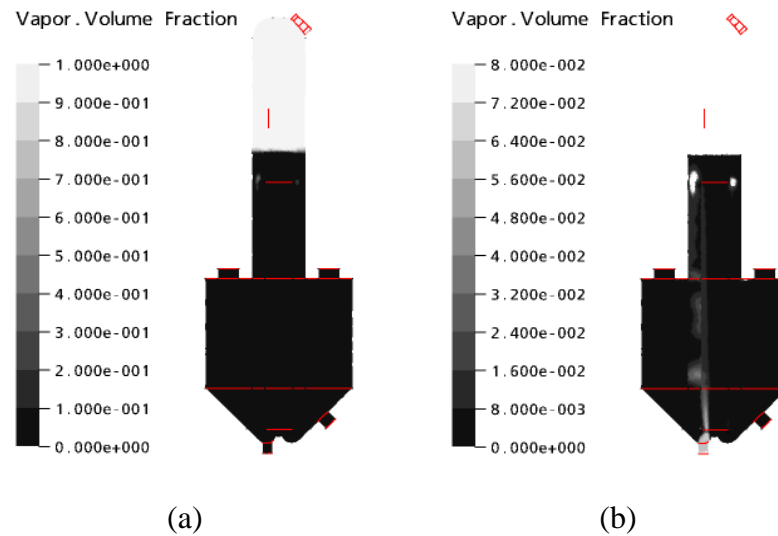 Vapor.Volume Fraction
1.000e+000
9.000e-001
8.000e-001
7.000e-001
6.000e-001
5.000e-001
4.000e-001
3.000e-001
2.000e-001
1.000e-001
0.000e+000
(a)
Vapor.Volume Fraction
8.000e-002
7.200e-002
6.400e-002
5.600e-002
4.800e-002
4.000e-002
3.200e-002
2.400e-002
1.600e-002
8.000e-003
0.000e+000
(b)